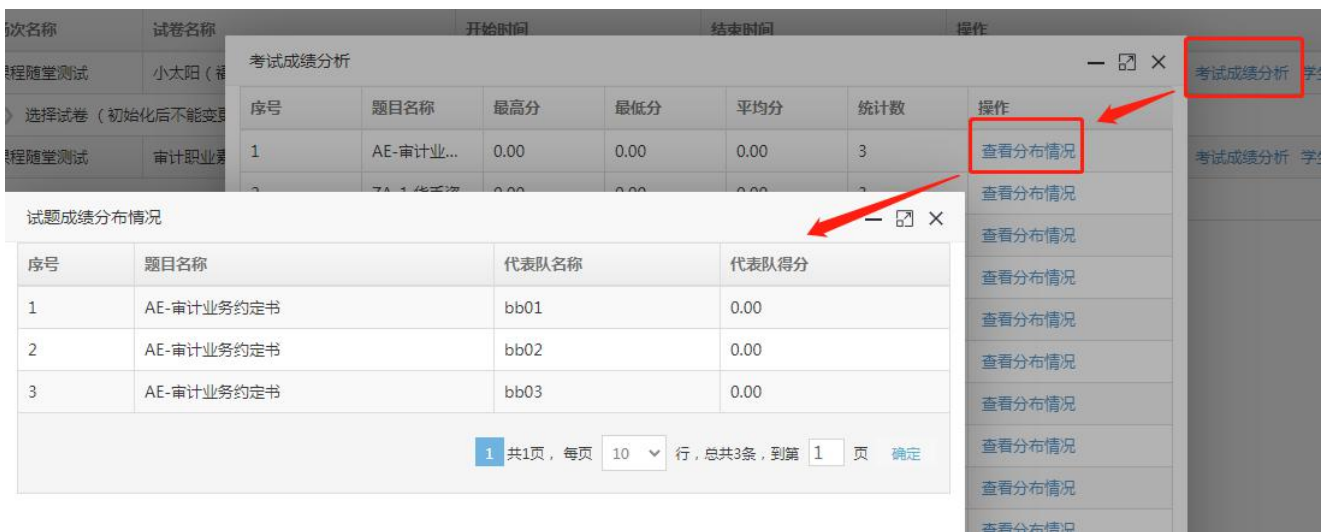 次名称 试卷名称 开始时间 结束时间 操作
考试成绩分析
程随堂测试 小太阳（ 考试成绩分析
序号 题目名称 最高分 最低分 平均分 统计数 操作
选择试卷（初始化后不能变更
1 AE-审计业... 0.00 0.00 0.00 3 查看分布情况
程随堂测试 审计职业素 考试成绩分析
查看分布情况
试题成绩分布情况
查看分布情况
序号 题目名称 代表队名称 代表队得分
查看分布情况
1 AE-审计业务约定书 bb01 0.00
查看分布情况
2 AE-审计业务约定书 bb02 0.00
查看分布情况
3 AE-审计业务约定书 bb03 0.00
查看分布情况
1 共1页，每页 10 行，总共3条，到第 1 页 确定
查看分布情况
查看分布情况
查看分布情况